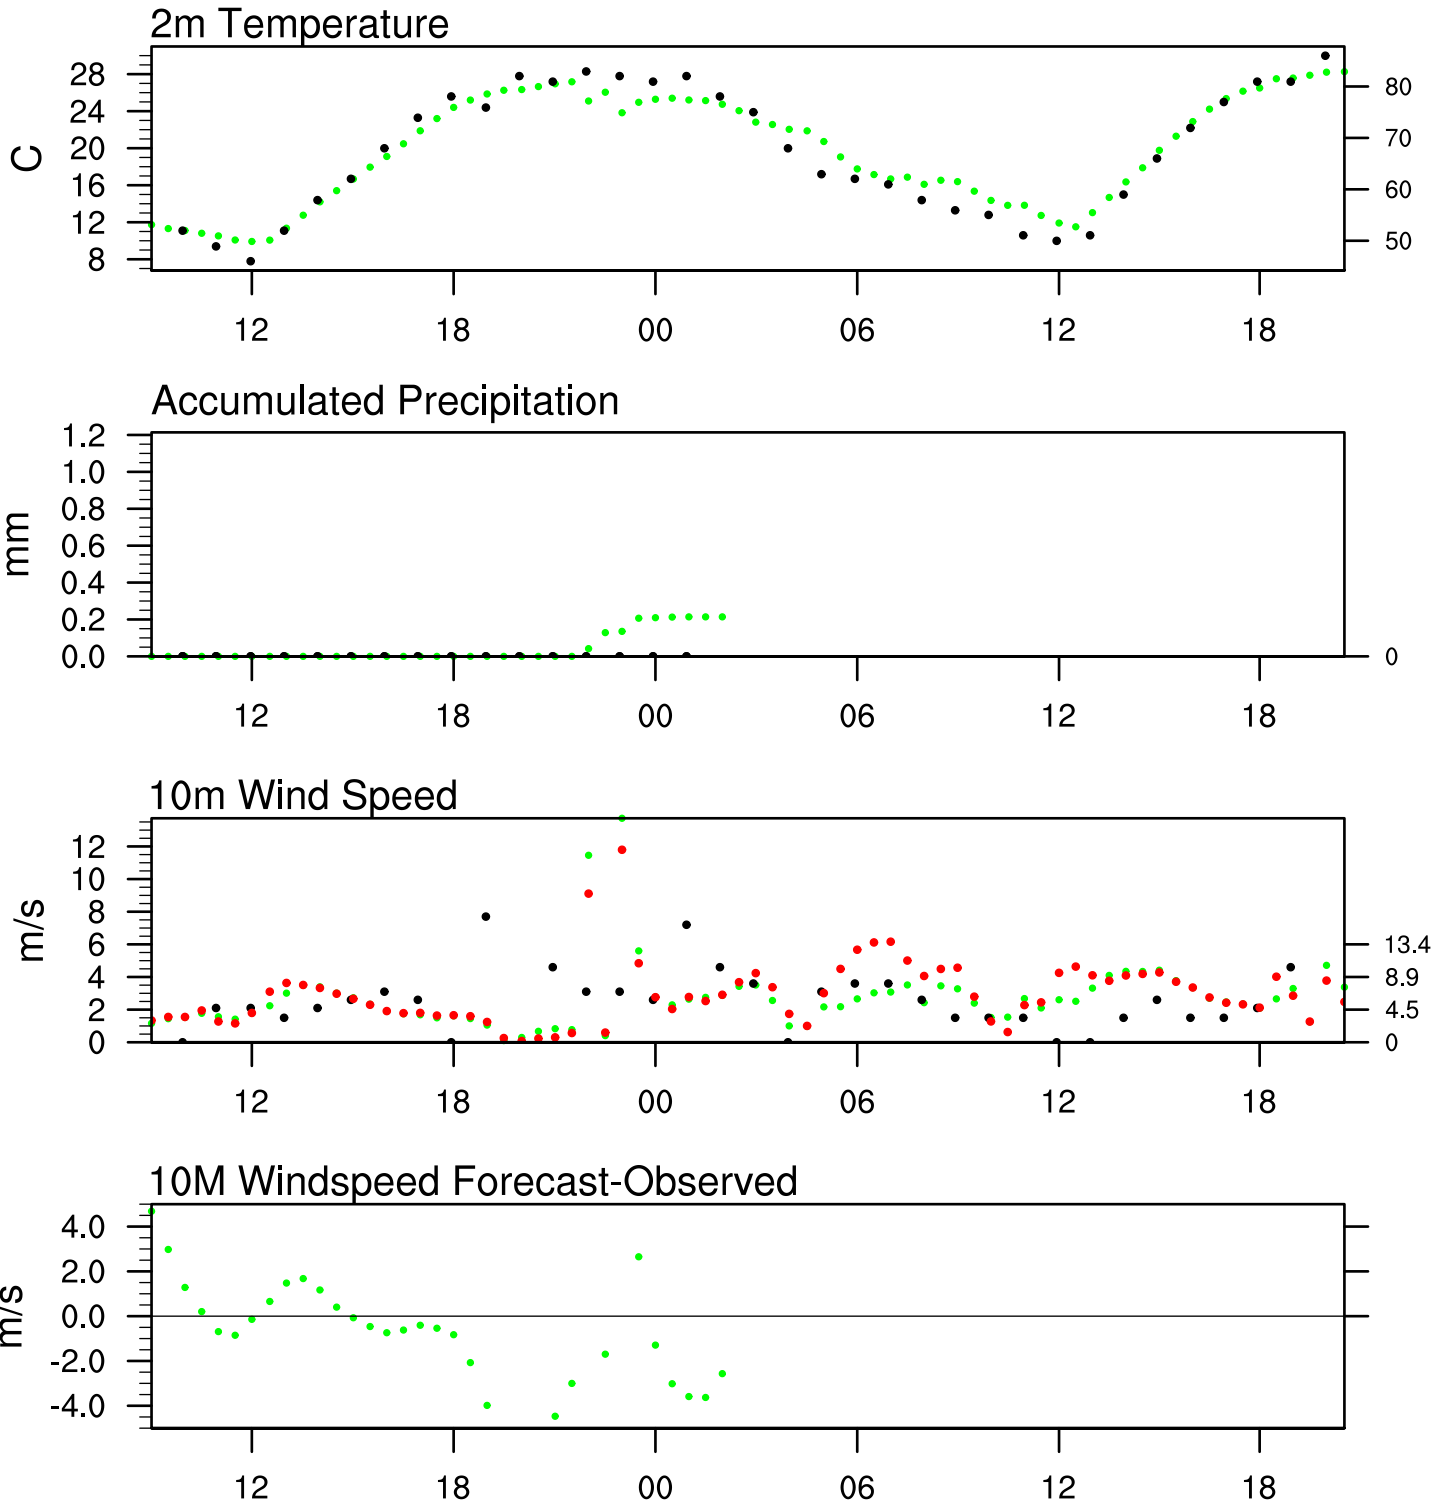 2m Temperature
28
24
20
16
12
8
C
80
70
60
50
12 18 00 06 12 18
Accumulated Precipitation
1.2
1.0
0.8
0.6
0.4
0.2
0.0
mm
0
12 18 00 06 12 18
10m Wind Speed
12
10
8
6
4
2
0
m/s
13.4
8.9
4.5
0
12 18 00 06 12 18
10M Windspeed Forecast-Observed
4.0
2.0
0.0
-2.0
-4.0
m/s
12 18 00 06 12 18